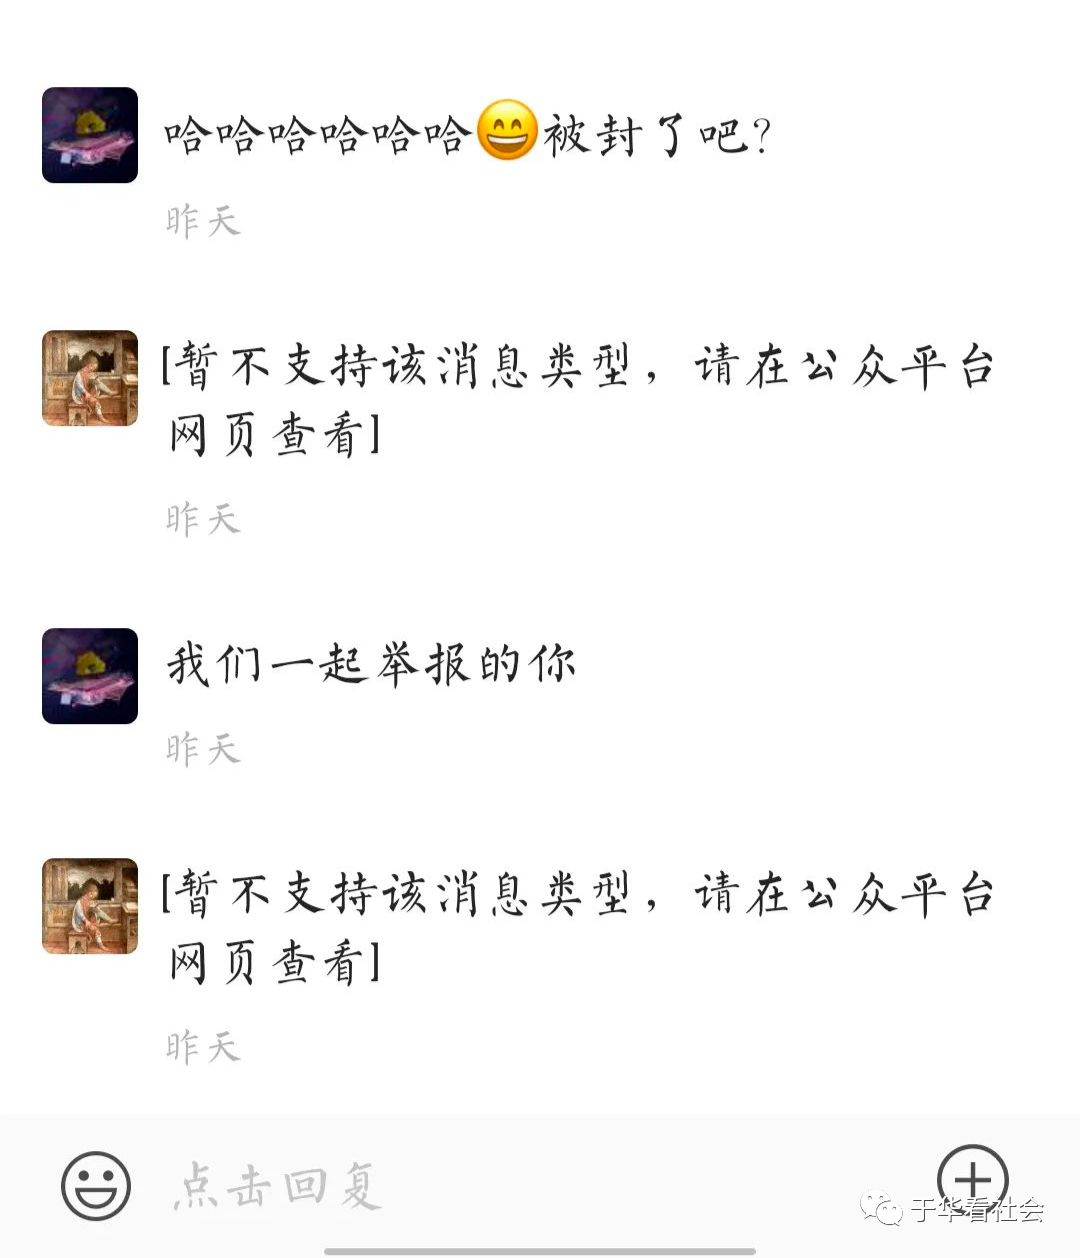 哈哈哈哈哈哈😄被封了吧?
昨天
[暂不支持该消息类型，请在公众平台
网页查看]
昨天
我们一起举报的你
昨天
[暂不支持该消息类型，请在公众平台
网页查看]
昨天
点击回复
于华看社会